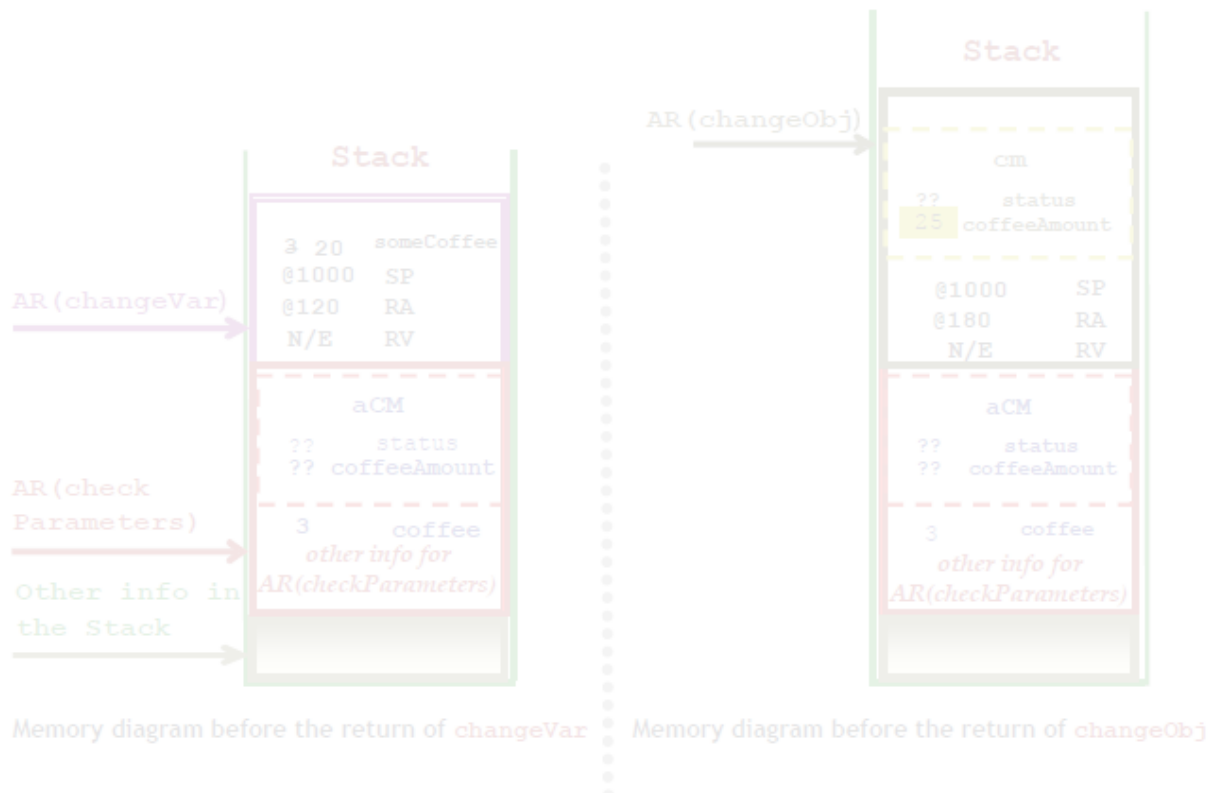 Stack
3 20 someCoffee
@1000 SP
@120 RA
N/E RV
AR(changeVar)
aCM
?? status
?? coffeeAmount
AR(check
Parameters)
3 coffee
other info for
AR(checkParameters)
Other info in
the Stack
Memory diagram before the return of changeVar
Stack
AR(changeObj)
cm
?? status
25 coffeeAmount
@1000 SP
@180 RA
N/E RV
aCM
?? status
?? coffeeAmount
3 coffee
other info for
AR(checkParameters)
Memory diagram before the return of changeObj